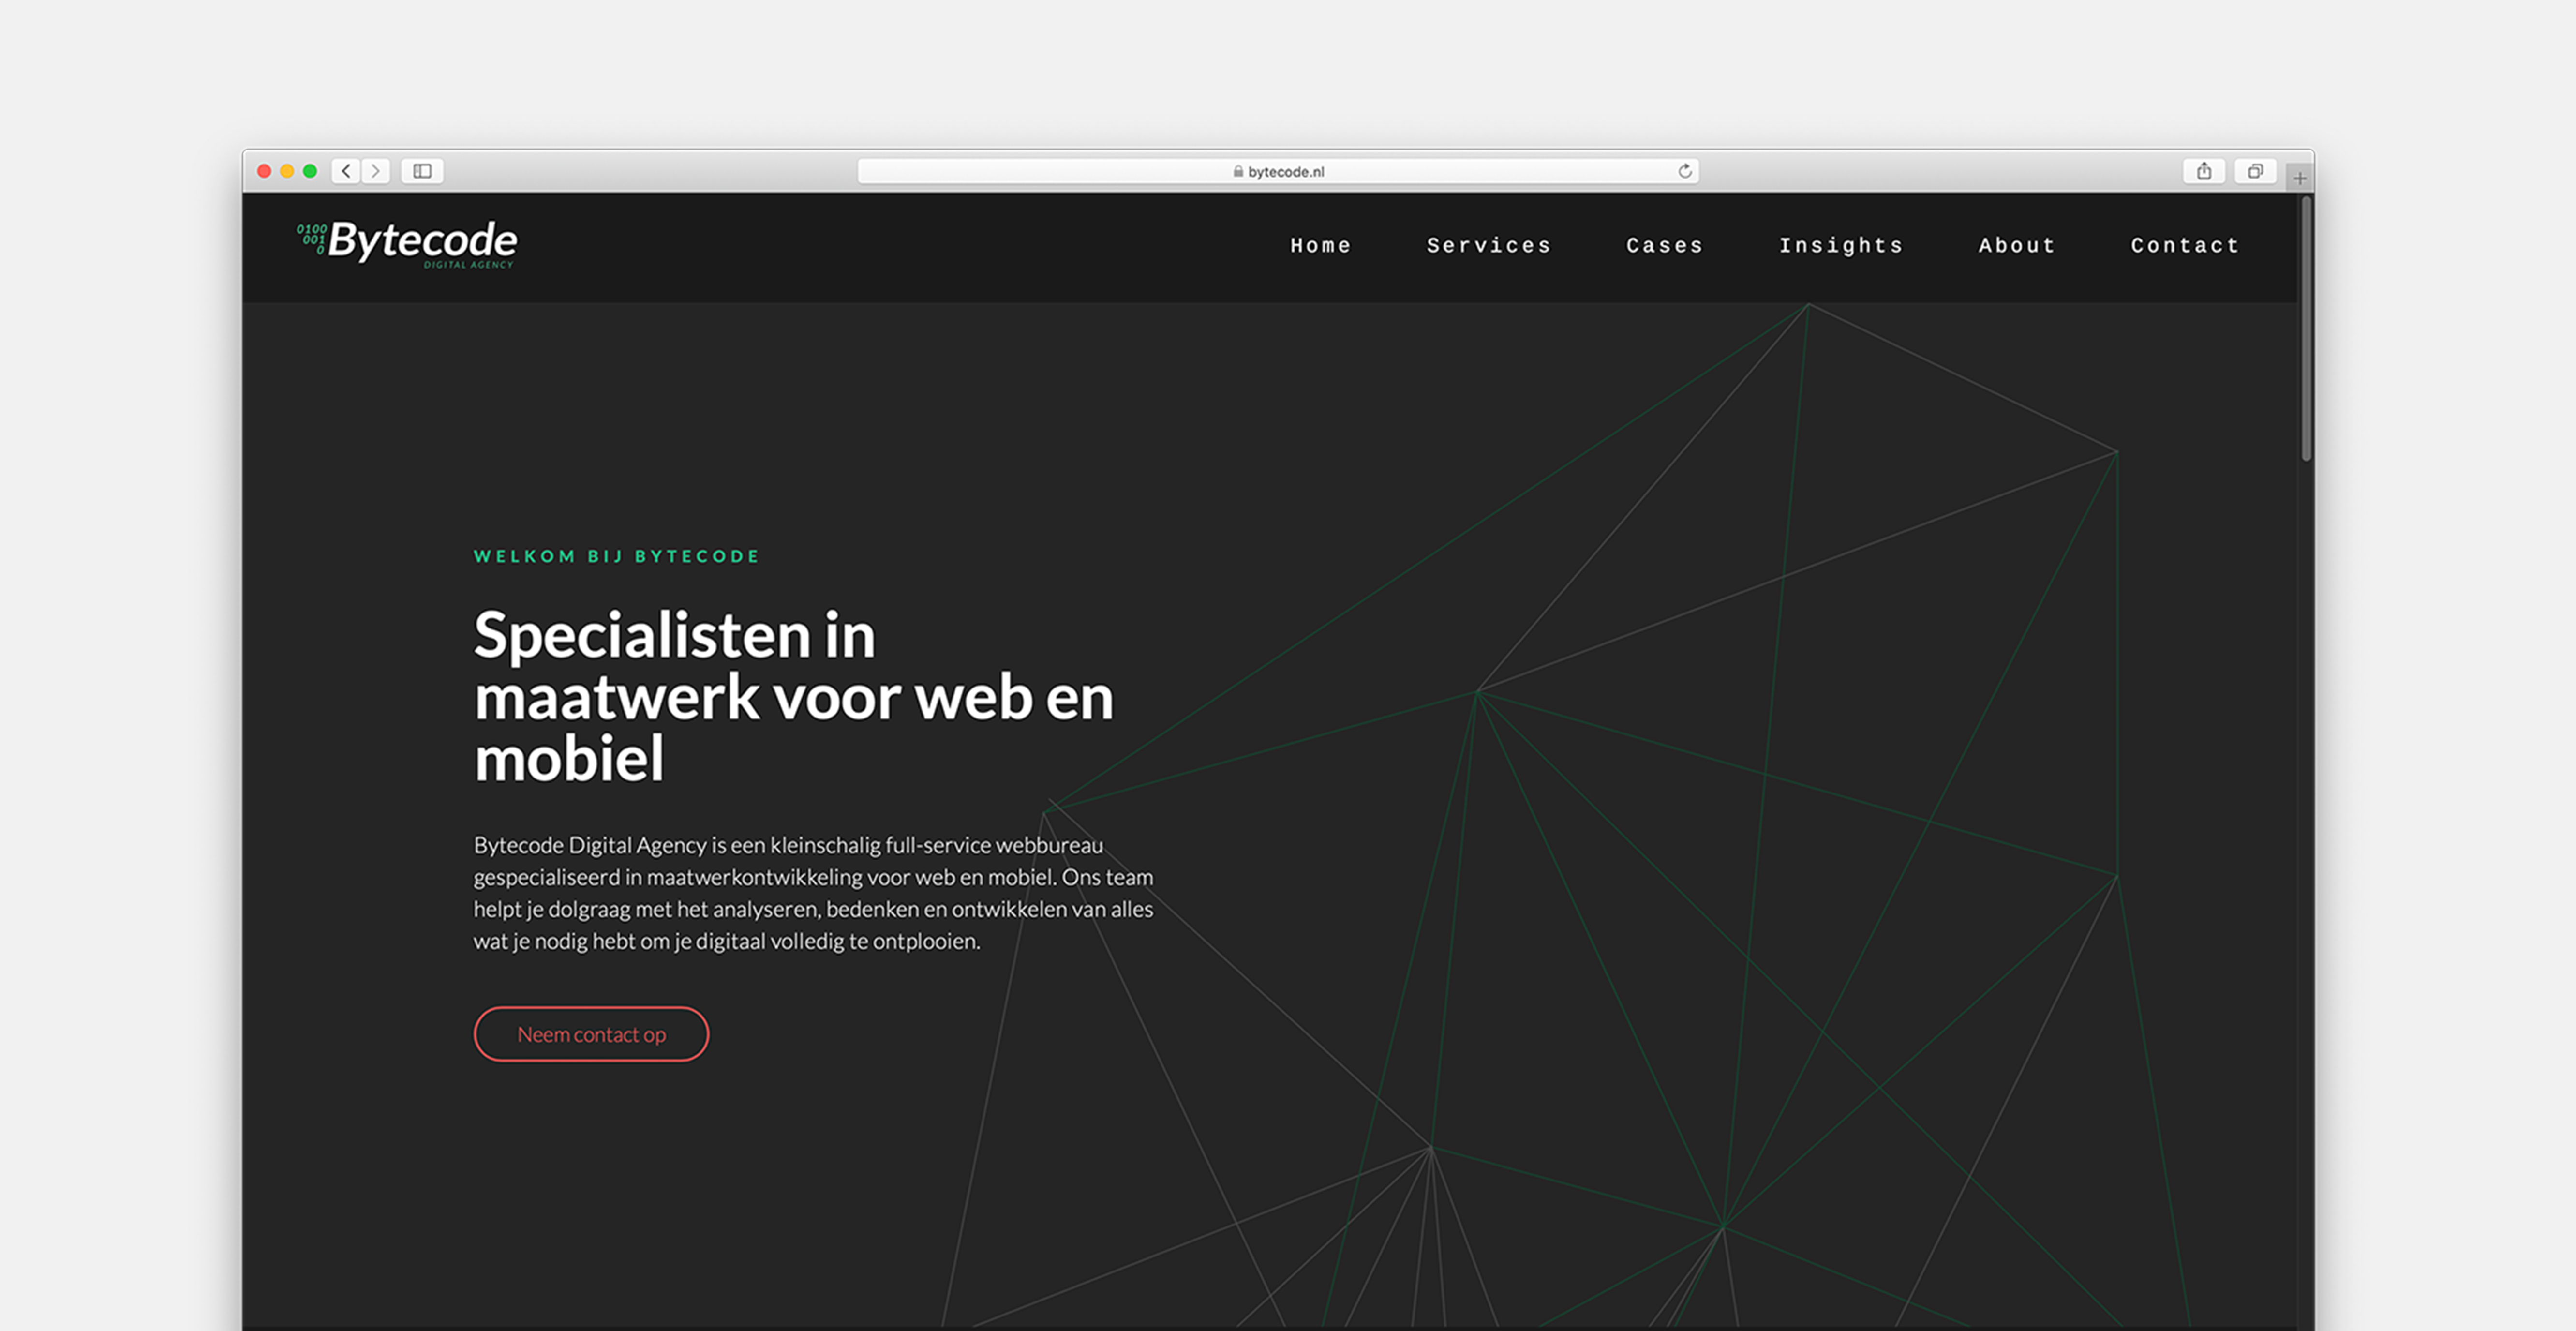 bytecode.nl
0100
001
0
Bytecode
DIGITAL AGENCY
Home Services Cases Insights About Contact
WELKOM BIJ BYTECODE
Specialisten in
maatwerk voor web en
mobiel
Bytecode Digital Agency is een kleinschalig full-service webbureau
gespecialiseerd in maatwerkontwikkeling voor web en mobiel. Ons team
helpt je dolgraag met het analyseren, bedenken en ontwikkelen van alles
wat je nodig hebt om je digitaal volledig te ontplooien.
Neem contact op